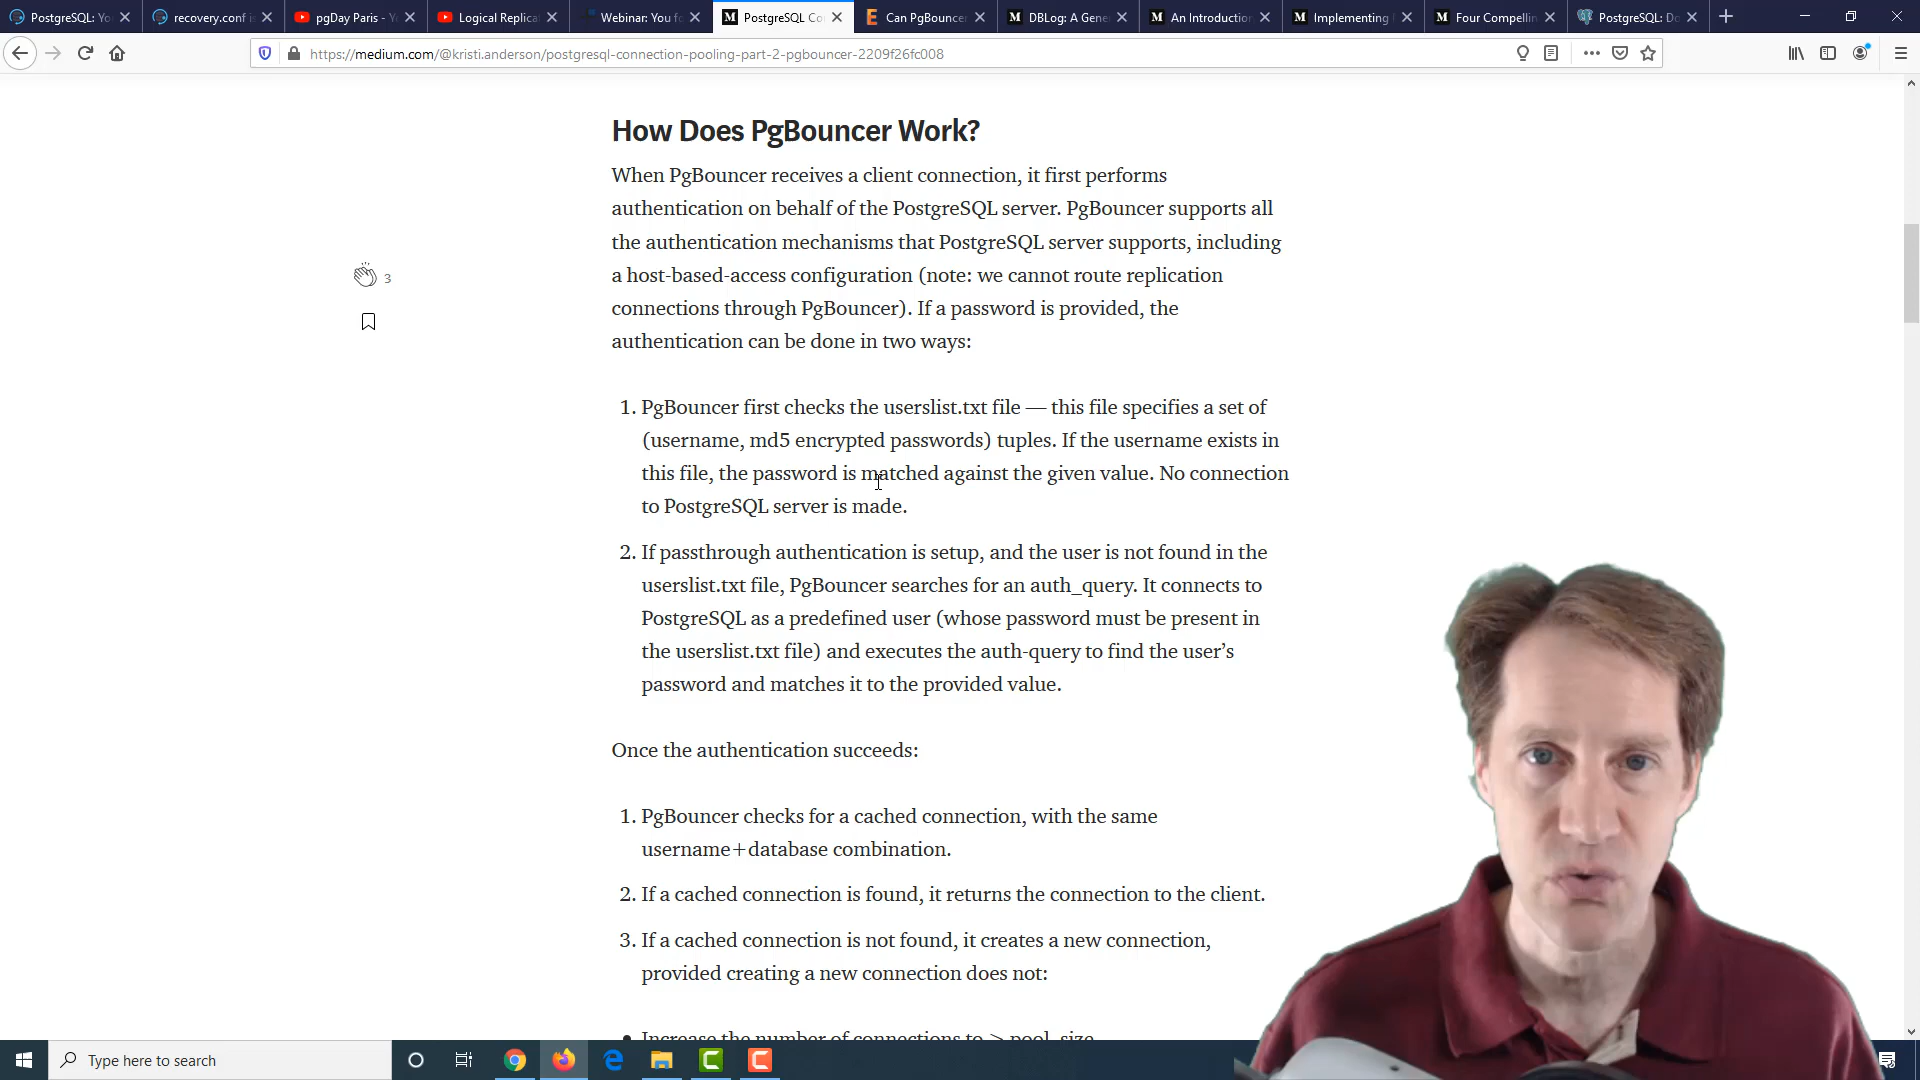 PostgreSQL: Yo
recovery.conf is
pgDay Paris - Y
Logical Replica
Webinar: You fo
PostgreSQL Co
Can PgBouncer
DBLog: A Gene
An Introduction
Implementing
Four Compellin
PostgreSQL: Do
https://medium.com/@kristi.anderson/postgresql-connection-pooling-part-2-pgbouncer-2209f26fc008
How Does PgBouncer Work?
When PgBouncer receives a client connection, it first performs
authentication on behalf of the PostgreSQL server. PgBouncer supports all
the authentication mechanisms that PostgreSQL server supports, including
a host-based-access configuration (note: we cannot route replication
connections through PgBouncer). If a password is provided, the
authentication can be done in two ways:
3
1. PgBouncer first checks the userslist.txt file — this file specifies a set of
(username, md5 encrypted passwords) tuples. If the username exists in
this file, the password is matched against the given value. No connection
to PostgreSQL server is made.
2. If passthrough authentication is setup, and the user is not found in the
userslist.txt file, PgBouncer searches for an auth_query. It connects to
PostgreSQL as a predefined user (whose password must be present in
the userslist.txt file) and executes the auth-query to find the user’s
password and matches it to the provided value.
Once the authentication succeeds:
1. PgBouncer checks for a cached connection, with the same
username+database combination.
2. If a cached connection is found, it returns the connection to the client.
3. If a cached connection is not found, it creates a new connection,
provided creating a new connection does not:
• Increase the number of connections to > pool_size
Type here to search